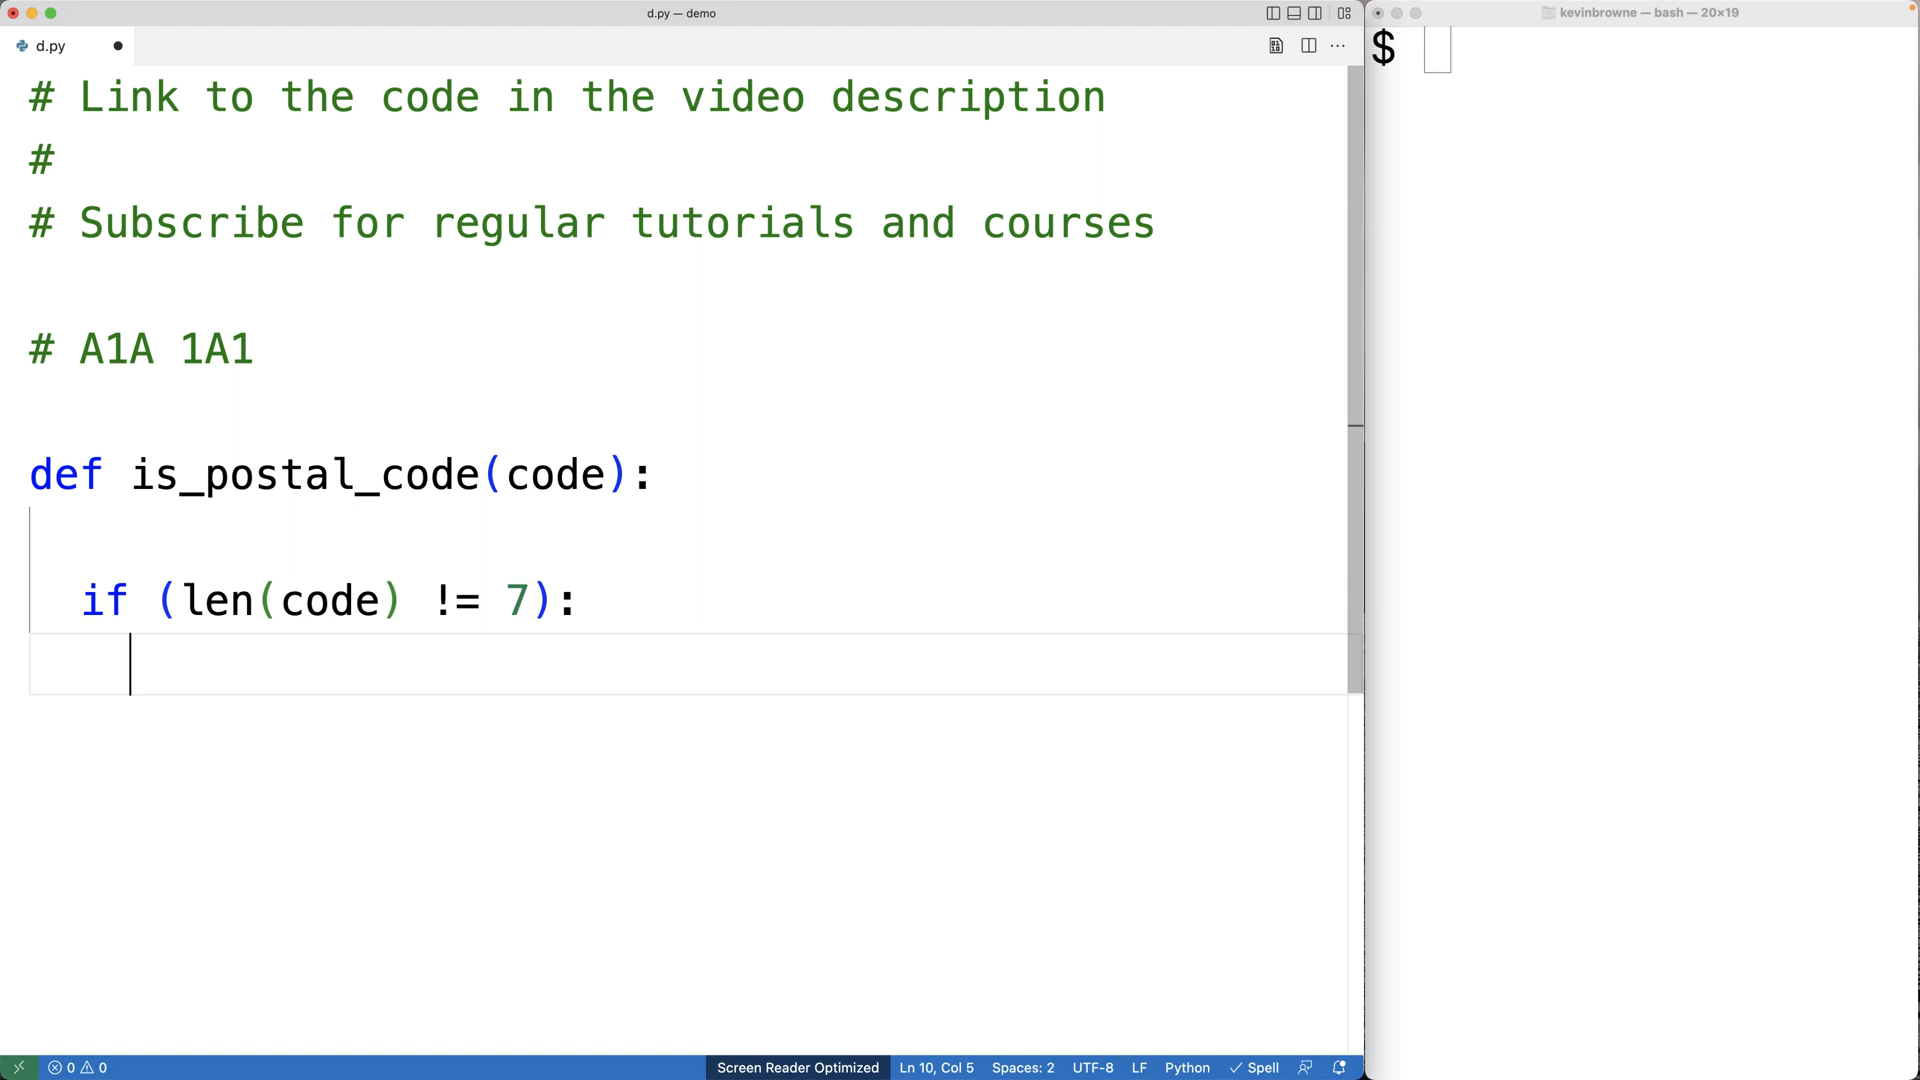 d.py — demo
kevinbrowne — bash — 20×19
d.py
$
# Link to the code in the video description
#
# Subscribe for regular tutorials and courses
# A1A 1A1
def is_postal_code(code):
if (len(code) != 7):
0 0 Screen Reader Optimized Ln 10, Col 5 Spaces: 2 UTF-8 LF Python Spell